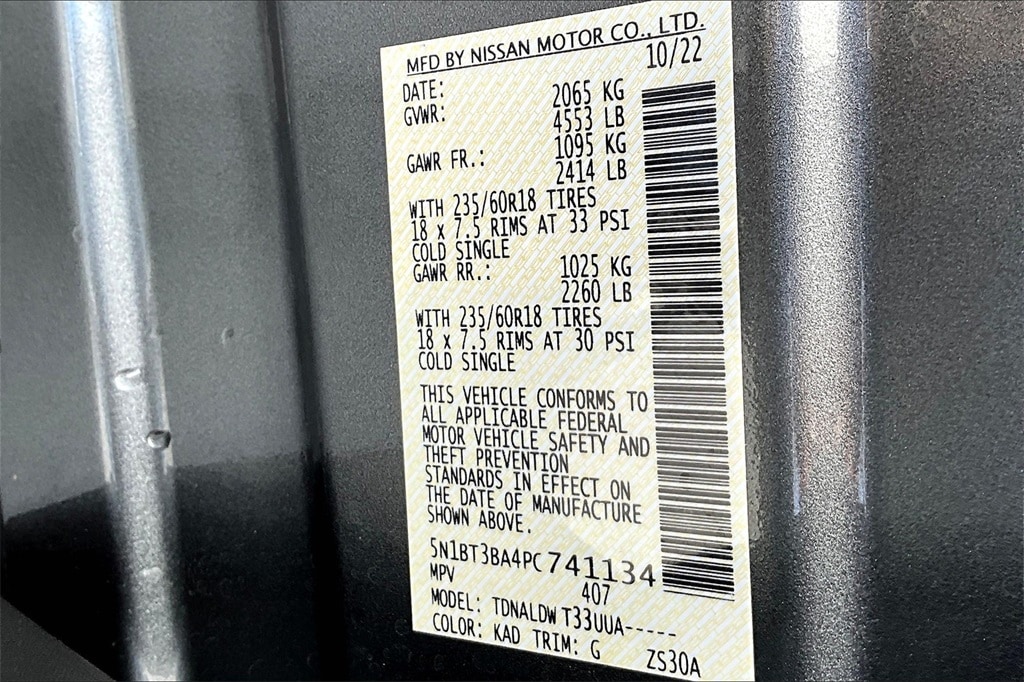 MFD BY NISSAN MOTOR CO., LTD.
DATE: 10/22
GVWR: 2065 KG
4553 LB
GAWR FR.: 1095 KG
2414 LB
WITH 235/60R18 TIRES
18 x 7.5 RIMS AT 33 PSI
COLD SINGLE
GAWR RR.: 1025 KG
2260 LB
WITH 235/60R18 TIRES
18 x 7.5 RIMS AT 30 PSI
COLD SINGLE
THIS VEHICLE CONFORMS TO
ALL APPLICABLE FEDERAL
MOTOR VEHICLE SAFETY AND
THEFT PREVENTION
STANDARDS IN EFFECT ON
THE DATE OF MANUFACTURE
SHOWN ABOVE.
5N1BT3BA4PC741134
MPV 407
MODEL: TDNALDW T33UUA-----
COLOR: KAD TRIM: G ZS30A